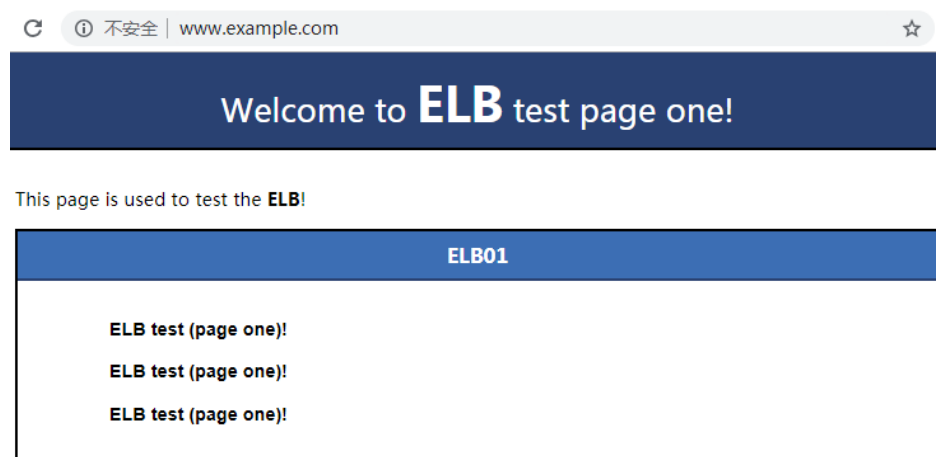 不安全 | www.example.com
Welcome to ELB test page one!
This page is used to test the ELB!
ELB01
ELB test (page one)!
ELB test (page one)!
ELB test (page one)!